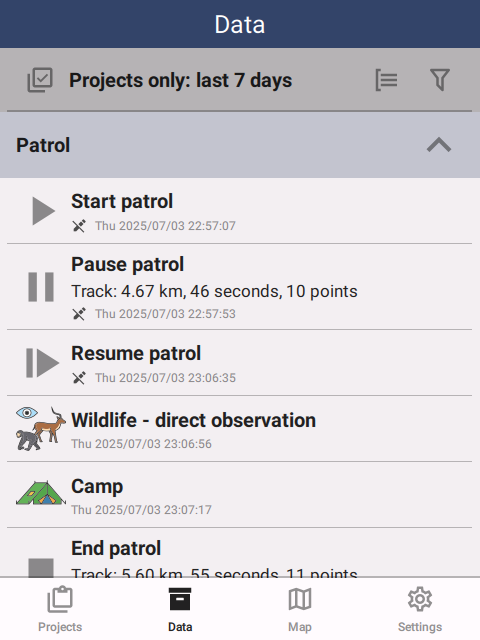 Data
Projects only: last 7 days
Patrol
Start patrol
Thu 2025/07/03 22:57:07
Pause patrol
Track: 4.67 km, 46 seconds, 10 points
Thu 2025/07/03 22:57:53
Resume patrol
Thu 2025/07/03 23:06:35
Wildlife - direct observation
Thu 2025/07/03 23:06:56
Camp
Thu 2025/07/03 23:07:17
End patrol
Track: 5.60 km, 55 seconds, 11 points
Projects
Data
Map
Settings